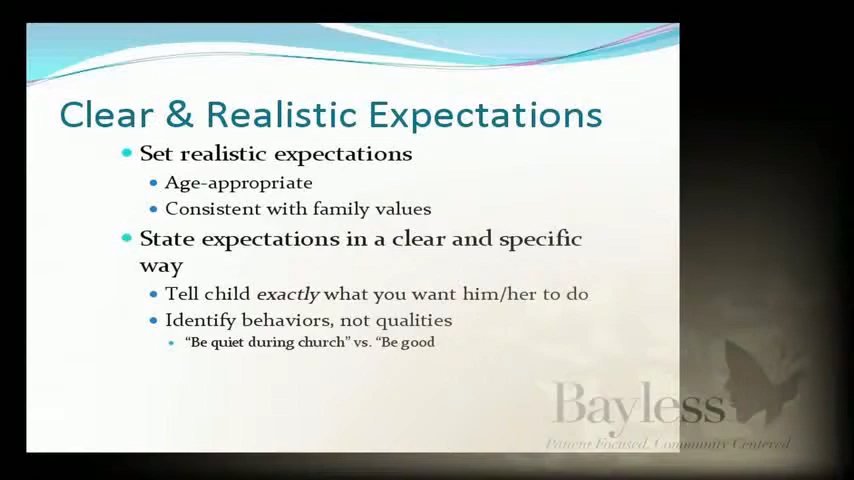 Clear & Realistic Expectations
• Set realistic expectations
• Age-appropriate
• Consistent with family values
• State expectations in a clear and specific
way
• Tell child exactly what you want him/her to do
• Identify behaviors, not qualities
• “Be quiet during church” vs. “Be good
Bayless
Patient Focused, Community Centered